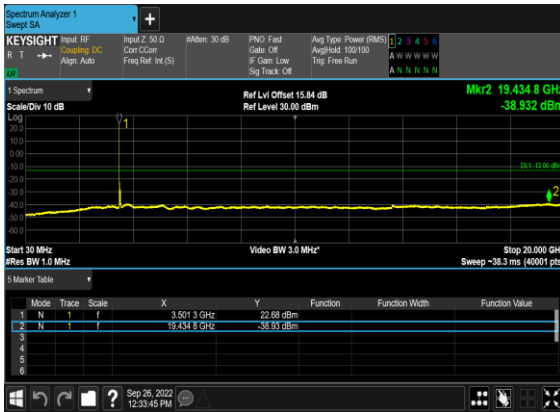 Spectrum Analyzer 1
Swept SA
+
KEYSIGHT
R T
LXI
Input: RF
Coupling: DC
Align: Auto
Input Z: 50 Ω
Corr CCorr
Freq Ref: Int (S)
#Atten: 30 dB
PNO: Fast
Gate: Off
IF Gain: Low
Sig Track: Off
Avg Type: Power (RMS)
Avg|Hold: 100/100
Trig: Free Run
1 2 3 4 5 6
A W W W W W
A N N N N N
1 Spectrum
Scale/Div 10 dB
Ref Lvl Offset 15.84 dB
Ref Level 30.00 dBm
Mkr2 19.434 8 GHz
-38.932 dBm
Log
20.0
10.0
0.00
-10.0
-20.0
-30.0
-40.0
-50.0
-60.0
1
DL1 -13.00 dBm
2
Start 30 MHz
#Res BW 1.0 MHz
Video BW 3.0 MHz*
Stop 20.000 GHz
Sweep ~38.3 ms (40001 pts)
5 Marker Table
Mode Trace Scale X Y Function Function Width Function Value
1 N 1 f 3.501 3 GHz 22.68 dBm
2 N 1 f 19.434 8 GHz -38.93 dBm
3
4
5
6
?
Sep 26, 2022
12:33:45 PM